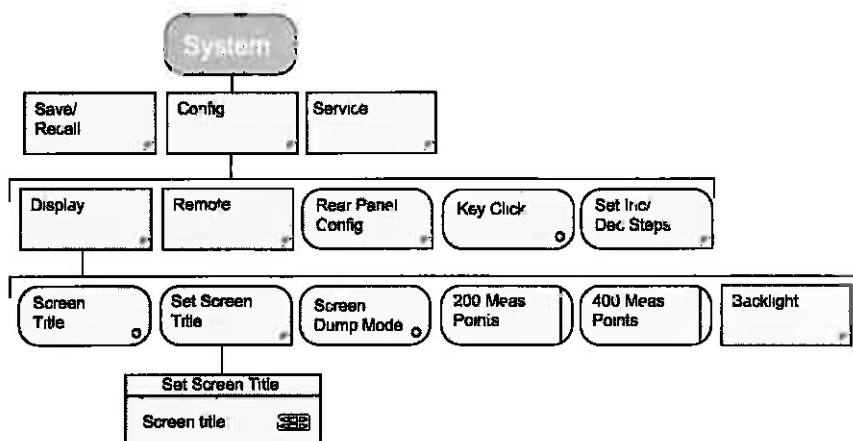 System
Save/
Recall
Config
Service
Display
Remote
Rear Panel
Config
Key Click
Set Inc/
Dec Steps
Screen
Title
Set Screen
Title
Screen
Dump Mode
200 Meas
Points
400 Meas
Points
Backlight
Set Screen Title
Screen title